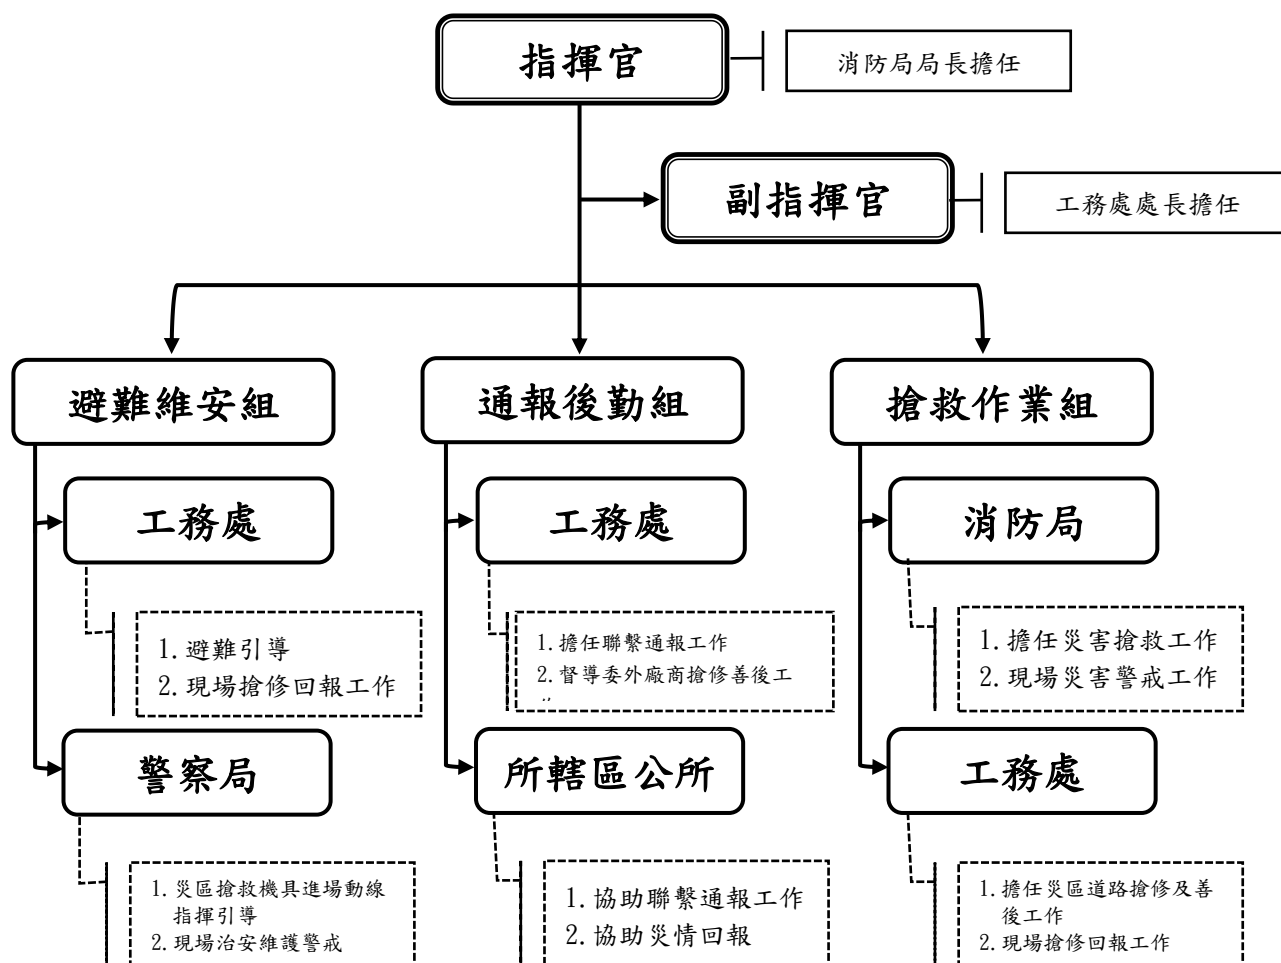 指揮官
消防局局長擔任
副指揮官
工務處處長擔任
避難維安組
通報後勤組
搶救作業組
工務處
工務處
消防局
1. 避難引導
2. 現場搶修回報工作
1. 擔任聯繫通報工作
2. 督導委外廠商搶修善後工
1. 擔任災害搶救工作
2. 現場災害警戒工作
警察局
所轄區公所
工務處
1. 災區搶救機具進場動線
指揮引導
2. 現場治安維護警戒
1. 協助聯繫通報工作
2. 協助災情回報
1. 擔任災區道路搶修及善
後工作
2. 現場搶修回報工作